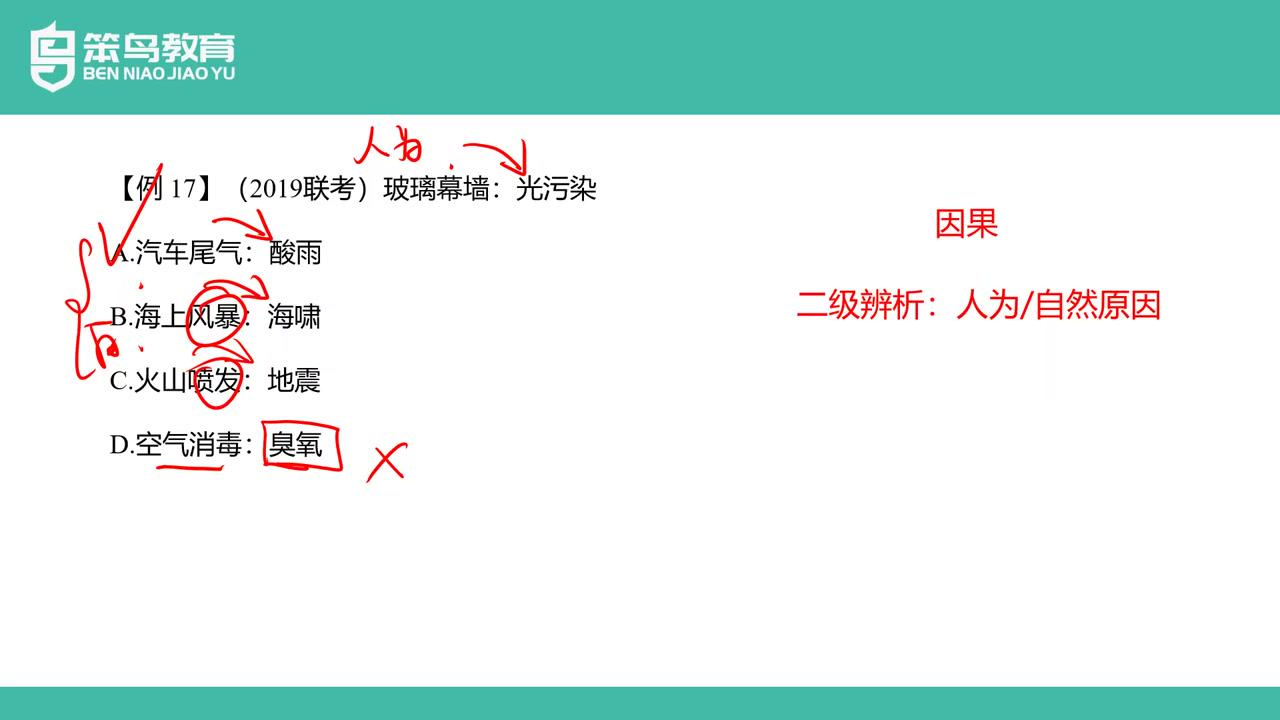 笨鸟教育
BEN NIAO JIAO YU
人为
【例 17】（2019联考）玻璃幕墙：光污染
A.汽车尾气：酸雨
B.海上风暴：海啸
C.火山喷发：地震
D.空气消毒：臭氧
因果
二级辨析：人为/自然原因